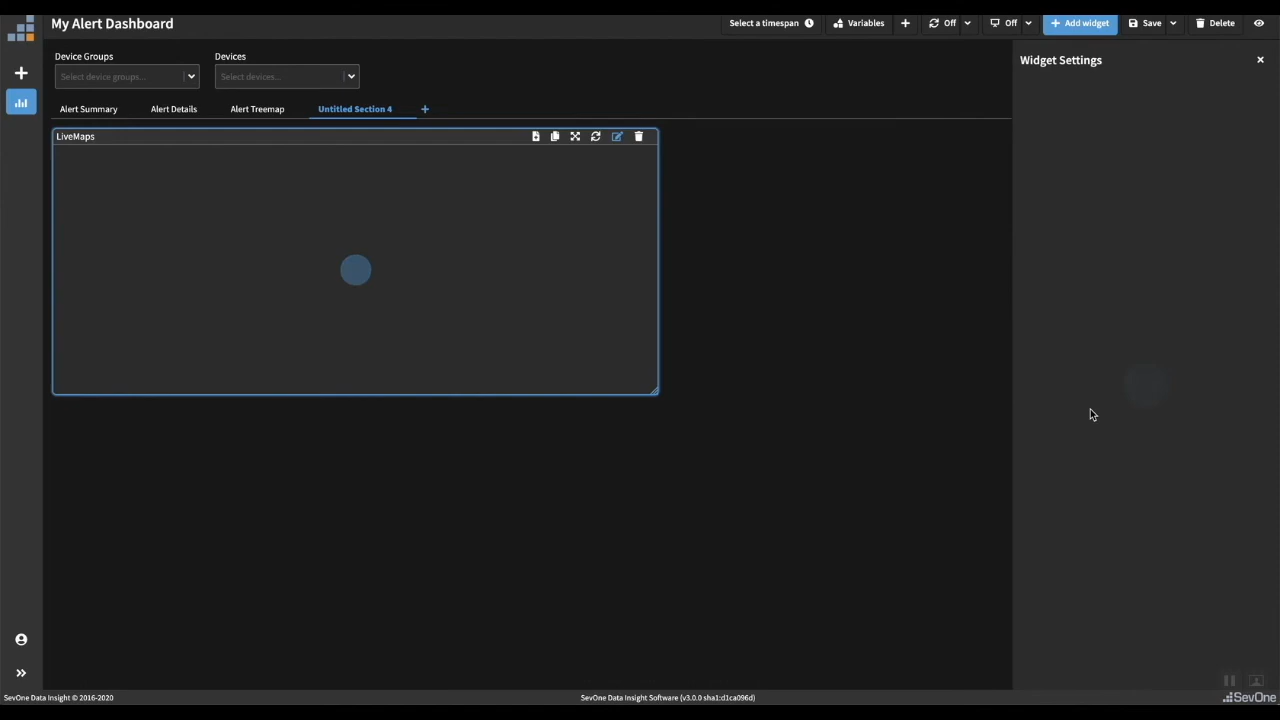 My Alert Dashboard
Select a timespan
Variables
Off
Off
Add widget
Save
Delete
Device Groups
Devices
Select device groups...
Select devices...
Widget Settings
Alert Summary
Alert Details
Alert Treemap
Untitled Section 4
LiveMaps
SevOne Data Insight © 2016-2020
SevOne Data Insight Software (v3.0.0 sha1:d1ca096d)
SevOne